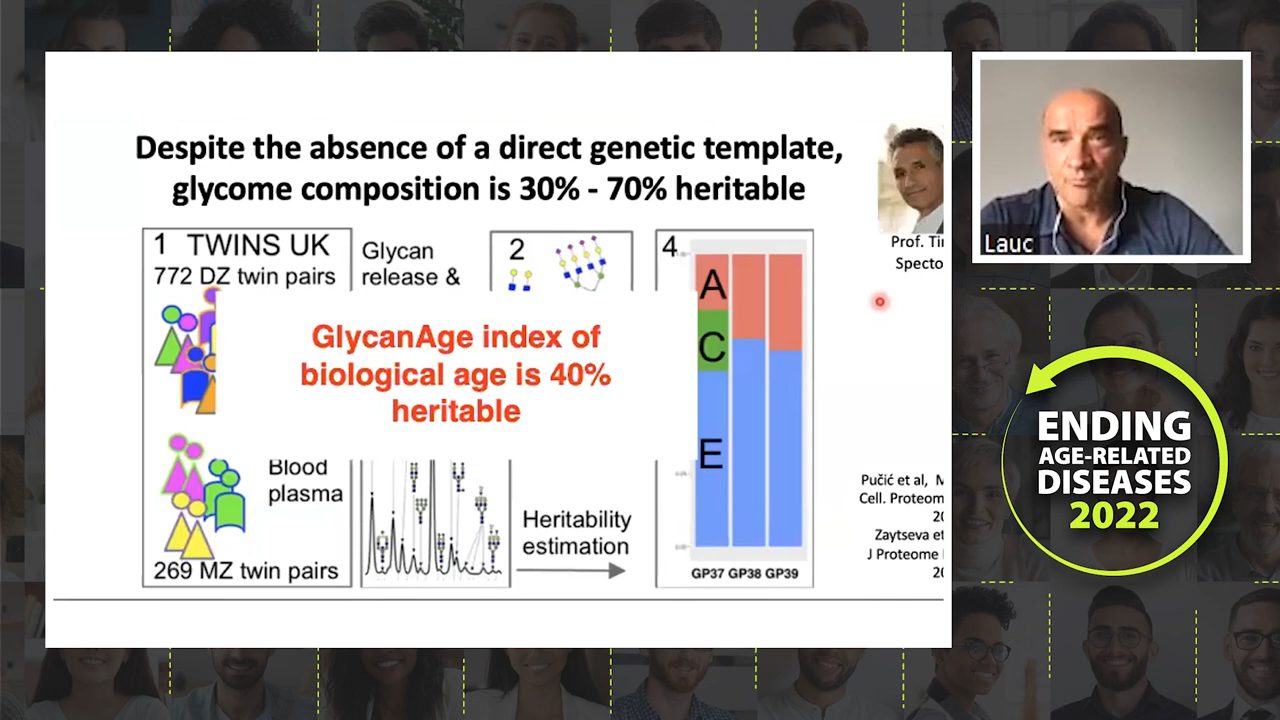 Despite the absence of a direct genetic template,
glycome composition is 30% - 70% heritable
1 TWINS UK
772 DZ twin pairs
Glycan
release &
2
4
A
C
E
GlycanAge index of
biological age is 40%
heritable
Blood
plasma
269 MZ twin pairs
Heritability
estimation
GP37 GP38 GP39
Prof. Ti
Specto
Pučić et al, M
Cell. Proteom
20
Zaytseva et
J Proteome
20
Lauc
ENDING
AGE-RELATED
DISEASES
2022